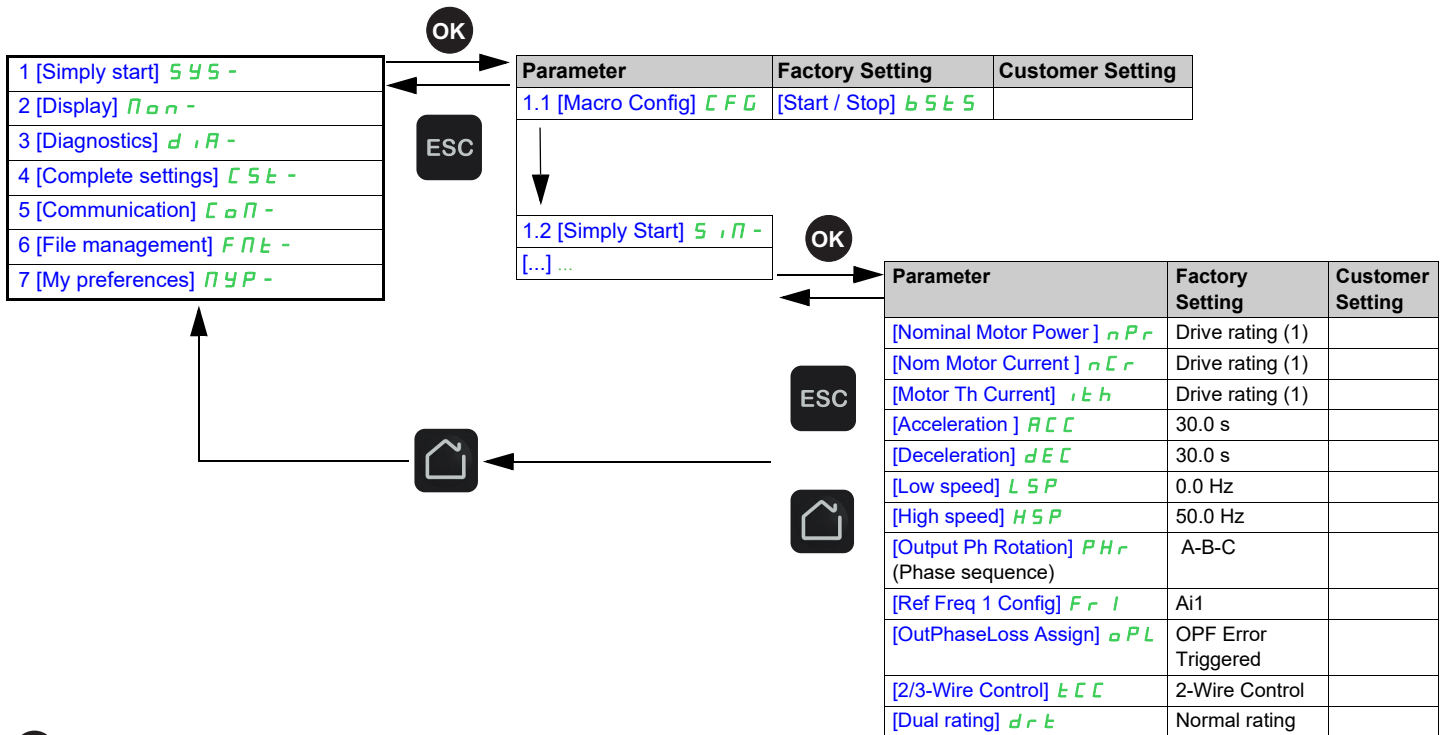 OK
1 [Simply start] SYS -
2 [Display] Mon -
3 [Diagnostics] diA -
4 [Complete settings] CSt -
5 [Communication] CoM -
6 [File management] FMt -
7 [My preferences] MYP -
ESC
Parameter Factory Setting Customer Setting
1.1 [Macro Config] CFG [Start / Stop] bStS
1.2 [Simply Start] SiM -
[...] ...
OK
ESC
Parameter Factory Customer
Setting Setting
[Nominal Motor Power ] nPr Drive rating (1)
[Nom Motor Current ] nCr Drive rating (1)
[Motor Th Current] itH Drive rating (1)
[Acceleration ] ACC 30.0 s
[Deceleration] dEC 30.0 s
[Low speed] LSP 0.0 Hz
[High speed] HSP 50.0 Hz
[Output Ph Rotation] PHr A-B-C
(Phase sequence)
[Ref Freq 1 Config] Fr1 Ai1
[OutPhaseLoss Assign] oPL OPF Error
Triggered
[2/3-Wire Control] tCC 2-Wire Control
[Dual rating] drt Normal rating